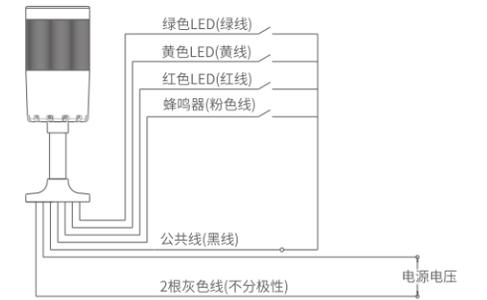 绿色LED(绿线)
黄色LED(黄线)
红色LED(红线)
蜂鸣器(粉色线)
公共线(黑线)
电源电压
2根灰色线(不分极性)